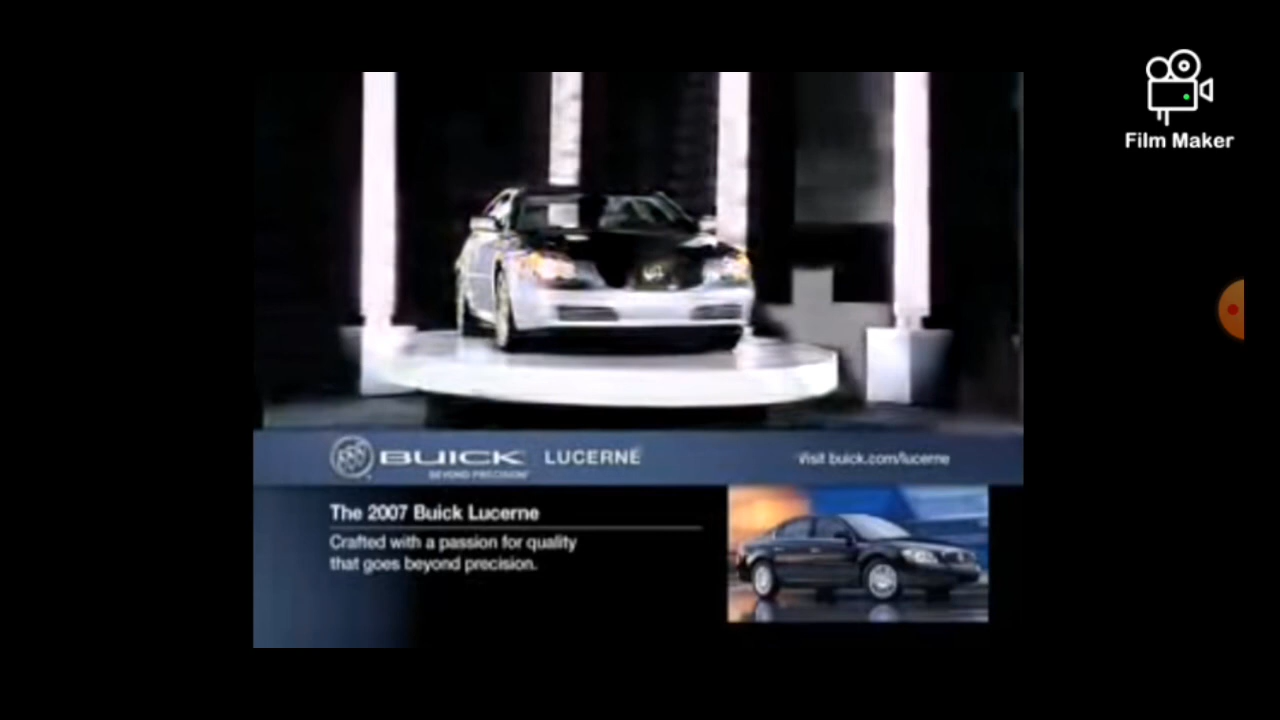 Film Maker
BUICK LUCERNE
Visit buick.com/lucerne
BEYOND PRECISION
The 2007 Buick Lucerne
Crafted with a passion for quality
that goes beyond precision.